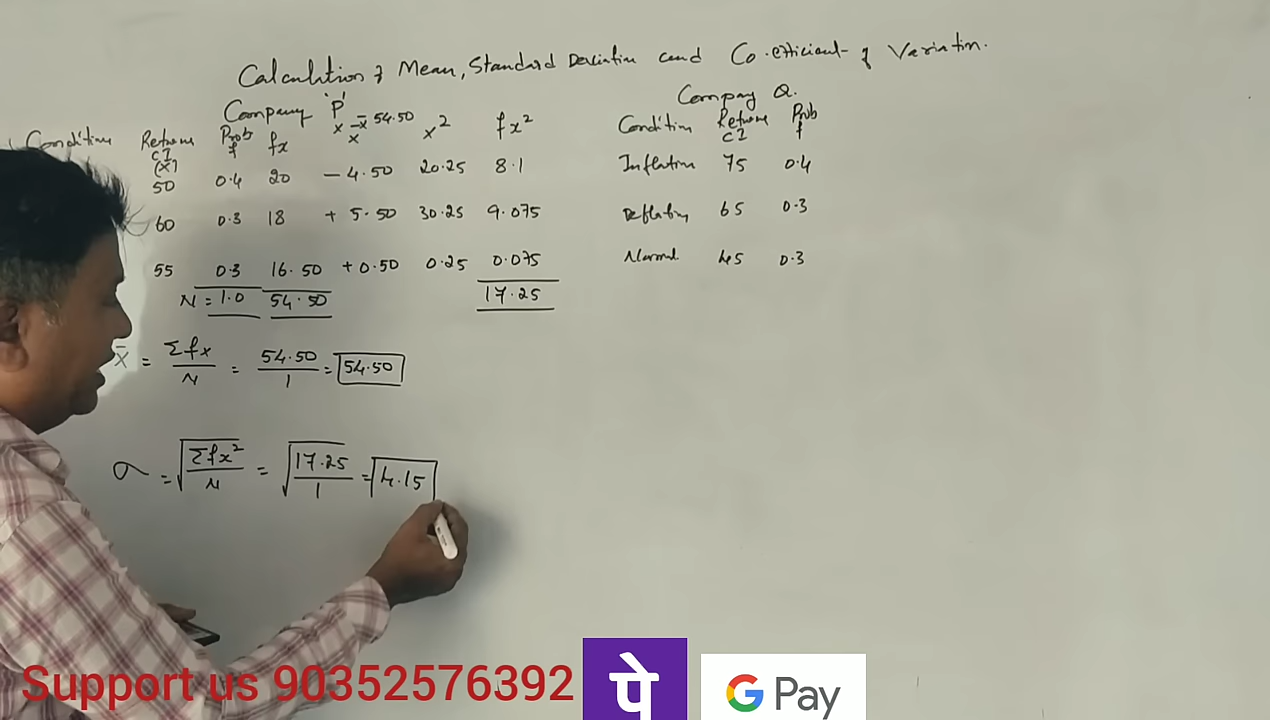 Calculation of Mean, Standard Deviation and Co-efficient of Variation.
Company 'P'
Condition Returns CI (X) Prob f fx x x̄ 54.50 x x² fx²
50 0.4 20 - 4.50 20.25 8.1
60 0.3 18 + 5.50 30.25 9.075
55 0.3 16.50 +0.50 0.25 0.075
N = 1.0 54.50 17.25
x̄ = Σfx / N = 54.50 / 1 = 54.50
σ = √Σfx² / N = √17.25 / 1 = 4.15
Company Q.
Condition Returns CI Prob f
Inflation 75 0.4
Deflation 65 0.3
Normal 45 0.3
Support us 90352576392
पे
G Pay